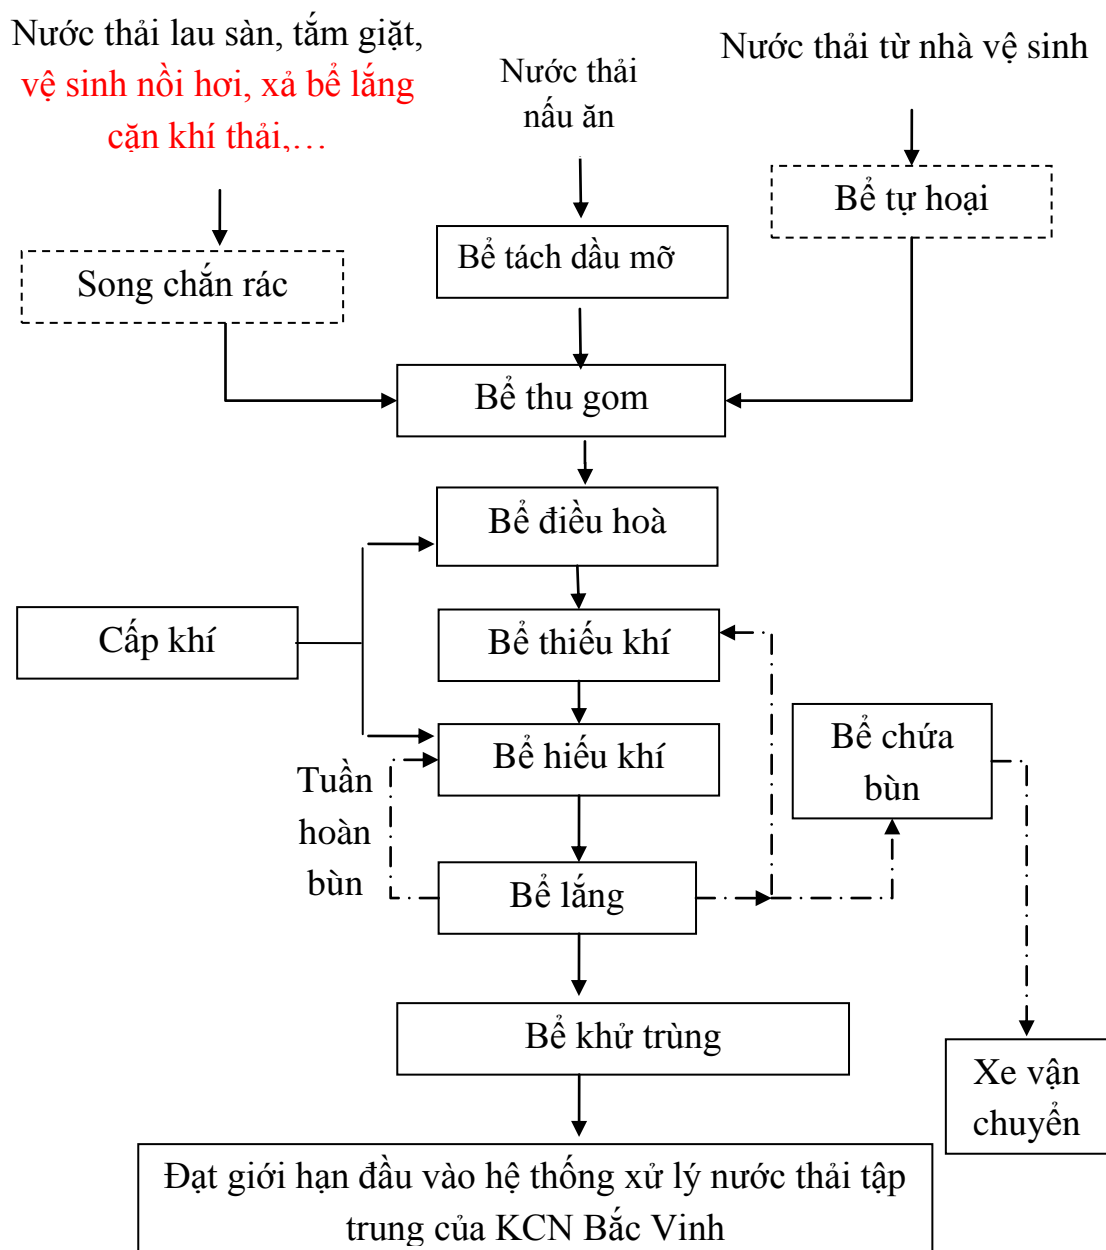 Nước thải lau sàn, tắm giặt,
vệ sinh nồi hơi, xả bể lắng
cặn khí thải,…
Nước thải
nấu ăn
Nước thải từ nhà vệ sinh
Bể tự hoại
Bể tách dầu mỡ
Song chắn rác
Bể thu gom
Bể điều hoà
Cấp khí
Bể thiếu khí
Bể hiếu khí
Bể chứa
bùn
Tuần
hoàn
bùn
Bể lắng
Bể khử trùng
Xe vận
chuyển
Đạt giới hạn đầu vào hệ thống xử lý nước thải tập
trung của KCN Bắc Vinh